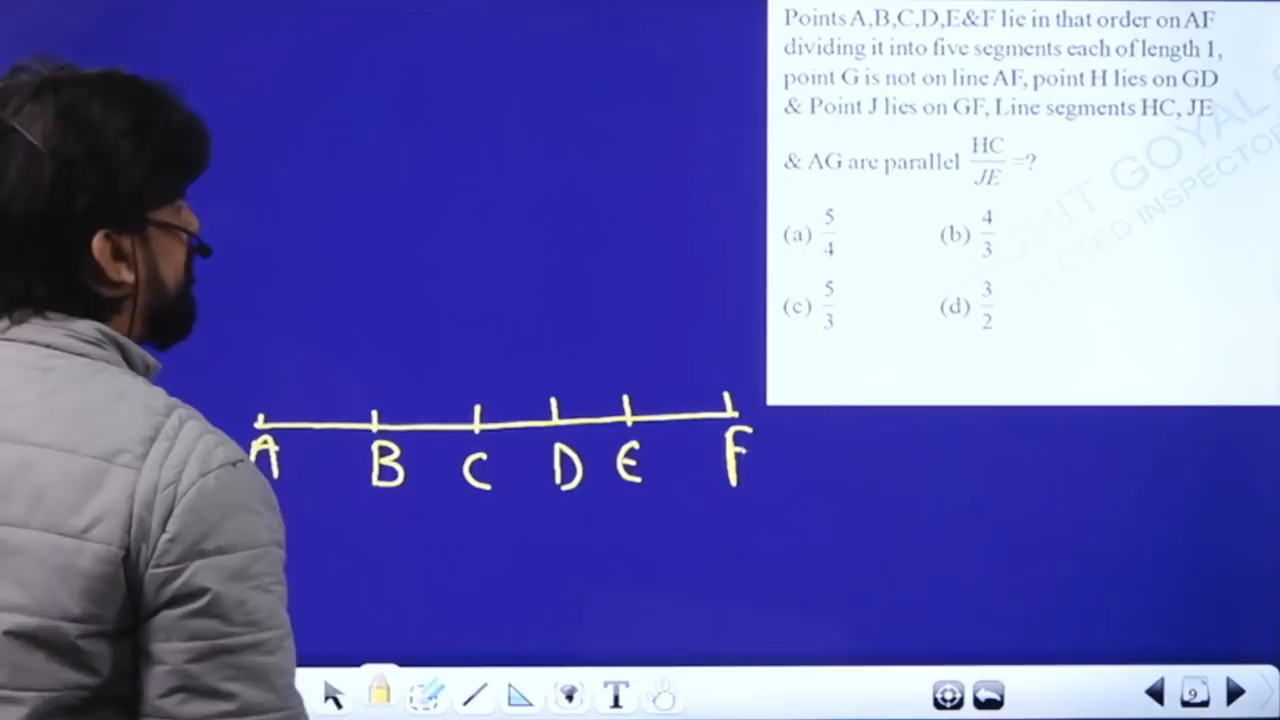 Points A,B,C,D,E&F lie in that order on AF
dividing it into five segments each of length 1,
point G is not on line AF, point H lies on GD
& Point J lies on GF, Line segments HC, JE
& AG are parallel HC/JE =?
(a) 5/4 (b) 4/3
(c) 5/3 (d) 3/2
A B C D E F
T
9